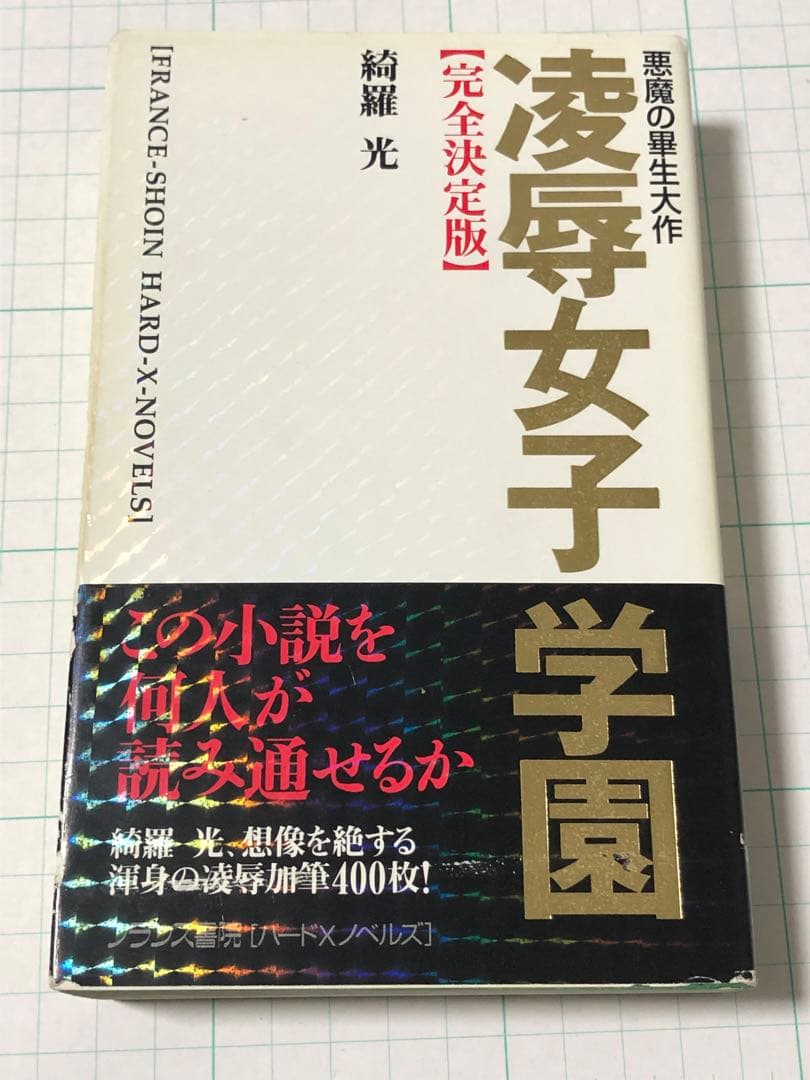 悪魔の畢生大作
凌辱女子学園
【完全決定版】
綺羅 光
[FRANCE-SHOIN HARD-X-NOVELS]
この小説を
何人が
読み通せるか
綺羅 光、想像を絶する
渾身の凌辱加筆400枚!
フランス書院[ハードXノベルズ]